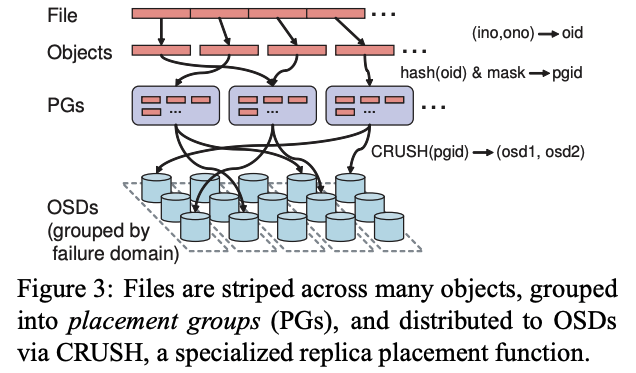 File
...
(ino,ono) → oid
Objects
...
hash(oid) & mask → pgid
PGs
...
...
...
...
CRUSH(pgid) → (osd1, osd2)
OSDs
(grouped by
failure domain)
Figure 3: Files are striped across many objects, grouped
into placement groups (PGs), and distributed to OSDs
via CRUSH, a specialized replica placement function.